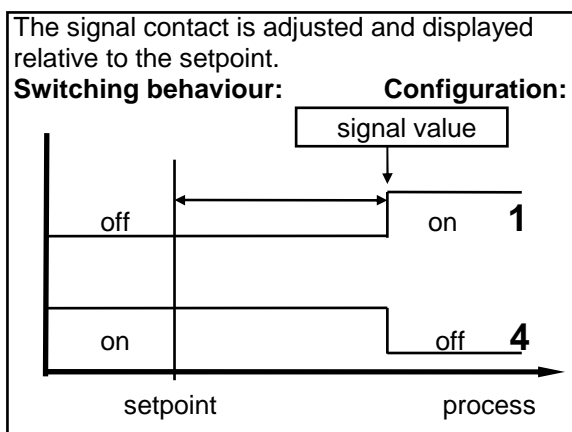 The signal contact is adjusted and displayed
relative to the setpoint.
Switching behaviour: Configuration:
signal value
off on 1
on off 4
setpoint process